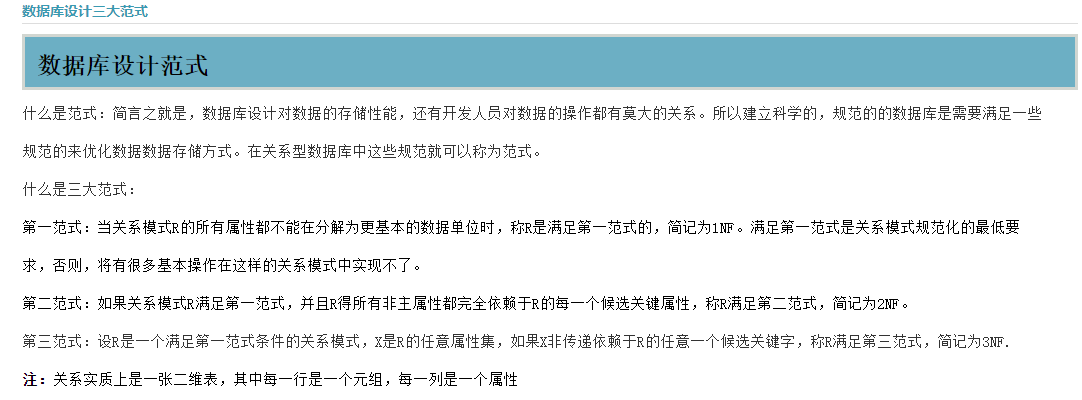 数据库设计三大范式
数据库设计范式
什么是范式：简言之就是，数据库设计对数据的存储性能，还有开发人员对数据的操作都有莫大的关系。所以建立科学的，规范的的数据库是需要满足一些
规范的来优化数据数据存储方式。在关系型数据库中这些规范就可以称为范式。
什么是三大范式：
第一范式：当关系模式R的所有属性都不能在分解为更基本的数据单位时，称R是满足第一范式的，简记为1NF。满足第一范式是关系模式规范化的最低要
求，否则，将有很多基本操作在这样的关系模式中实现不了。
第二范式：如果关系模式R满足第一范式，并且R得所有非主属性都完全依赖于R的每一个候选关键属性，称R满足第二范式，简记为2NF。
第三范式：设R是一个满足第一范式条件的关系模式，X是R的任意属性集，如果X非传递依赖于R的任意一个候选关键字，称R满足第三范式，简记为3NF.
注：关系实质上是一张二维表，其中每一行是一个元组，每一列是一个属性